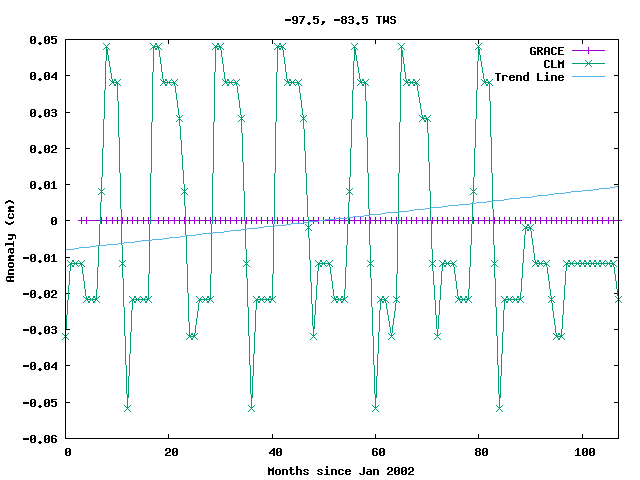 -97.5, -83.5 TWS
GRACE
CLM
Trend Line
0.05
0.04
0.03
0.02
0.01
0
-0.01
-0.02
-0.03
-0.04
-0.05
-0.06
Anomaly (cm)
0 20 40 60 80 100
Months since Jan 2002